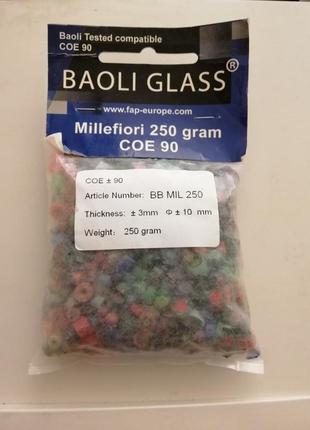 Baoli Tested compatible
COE 90
BAOLI GLASS®
www.fap-europe.com
Millefiori 250 gram
COE 90
COE ± 90
Article Number: BB MIL 250
Thickness: ± 3mm Φ ± 10 mm
Weight: 250 gram